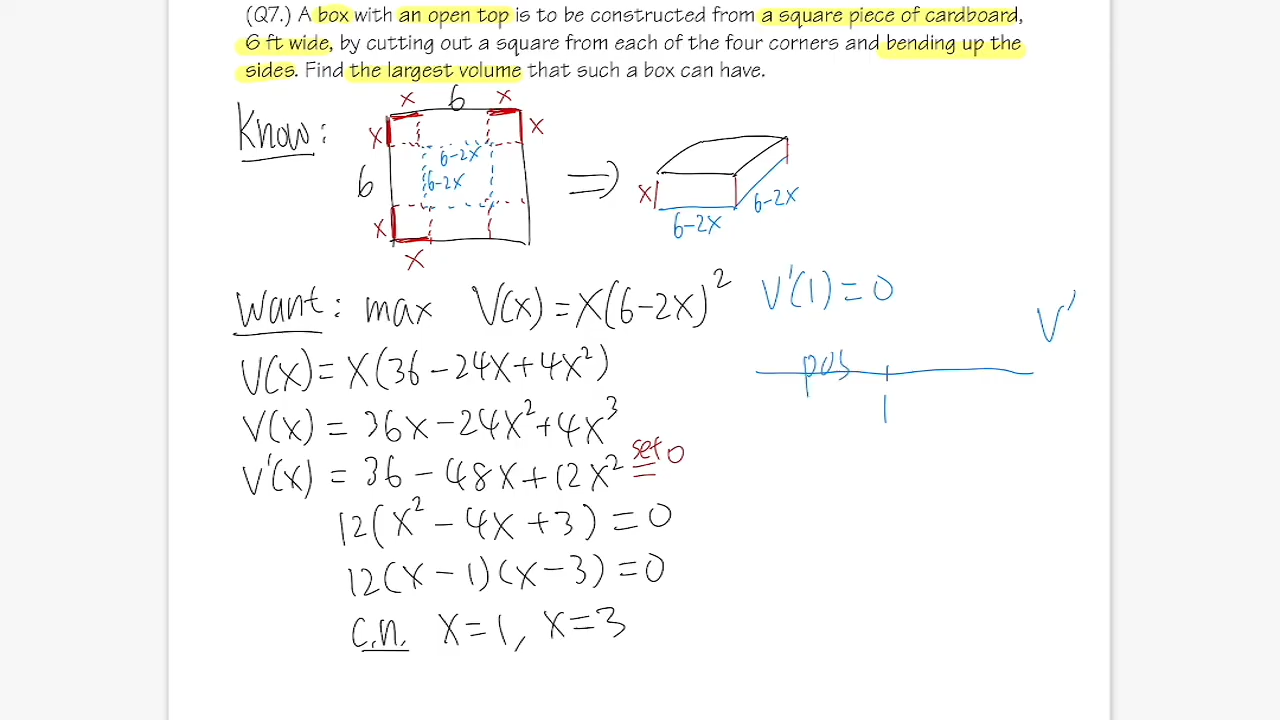 (Q7.) A box with an open top is to be constructed from a square piece of cardboard,
6 ft wide, by cutting out a square from each of the four corners and bending up the
sides. Find the largest volume that such a box can have.
Know:
x 6 x
x x
6-2x
6 6-2x
x
x
⇒
x
6-2x
6-2x
Want: max V(x)=x(6-2x)²
V(x)=x(36-24x+4x²)
V(x)=36x-24x²+4x³
V'(x)=36-48x+12x² set = 0
12(x²-4x+3)=0
12(x-1)(x-3)=0
c.n. x=1, x=3
V'(1)=0
V'
pos
1